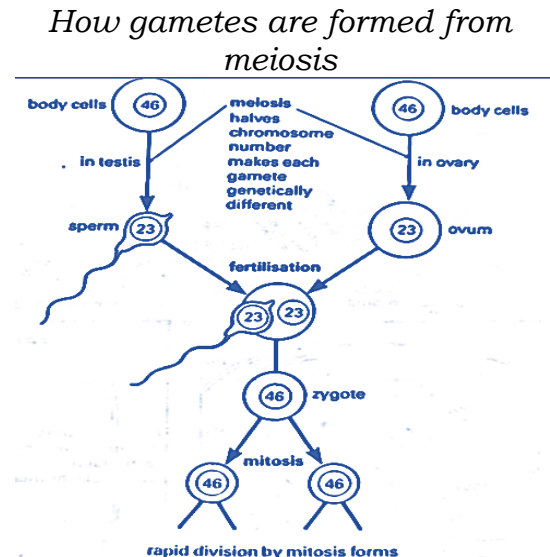 How gametes are formed from
meiosis
body cells
46
meiosis
halves
chromosome
number
makes each
gamete
genetically
different
46
body cells
in testis
in ovary
sperm
23
23
ovum
fertilisation
23
23
46
zygote
mitosis
46
46
rapid division by mitosis forms